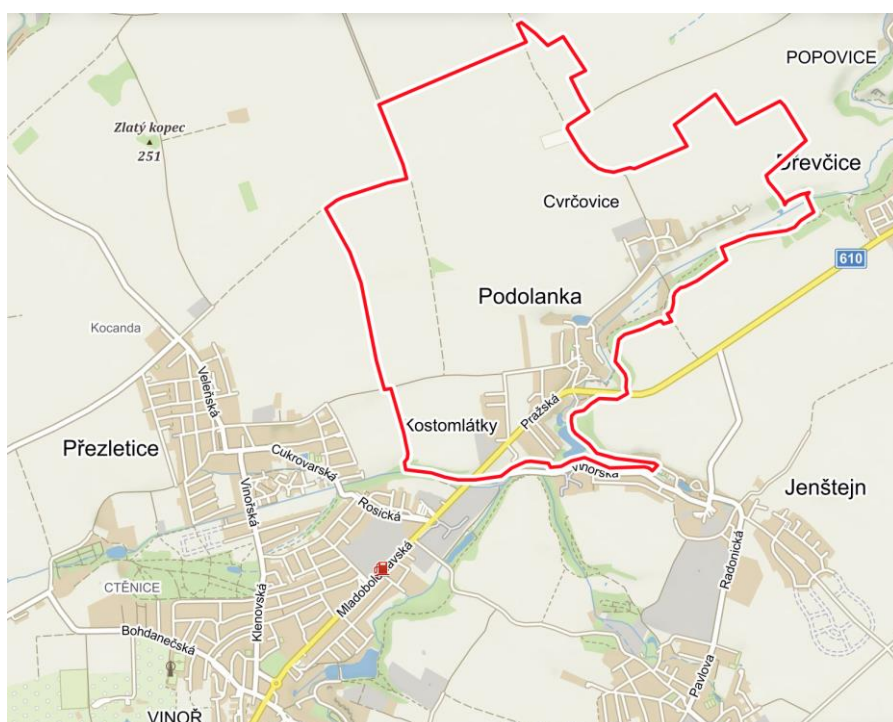 POPOVICE
Zlatý kopec
251
Dřevčice
Cvrčovice
610
Podolanka
Kocanda
Veleňská
Pražská
Kostomlátky
Přezletice
Cukrovarská
Vinořská
Vinořská
Jenštejn
Rosická
Radonická
Mladoboleslavská
CTĚNICE
Klenovská
Bohdanečská
Pavlova
VINOŘ